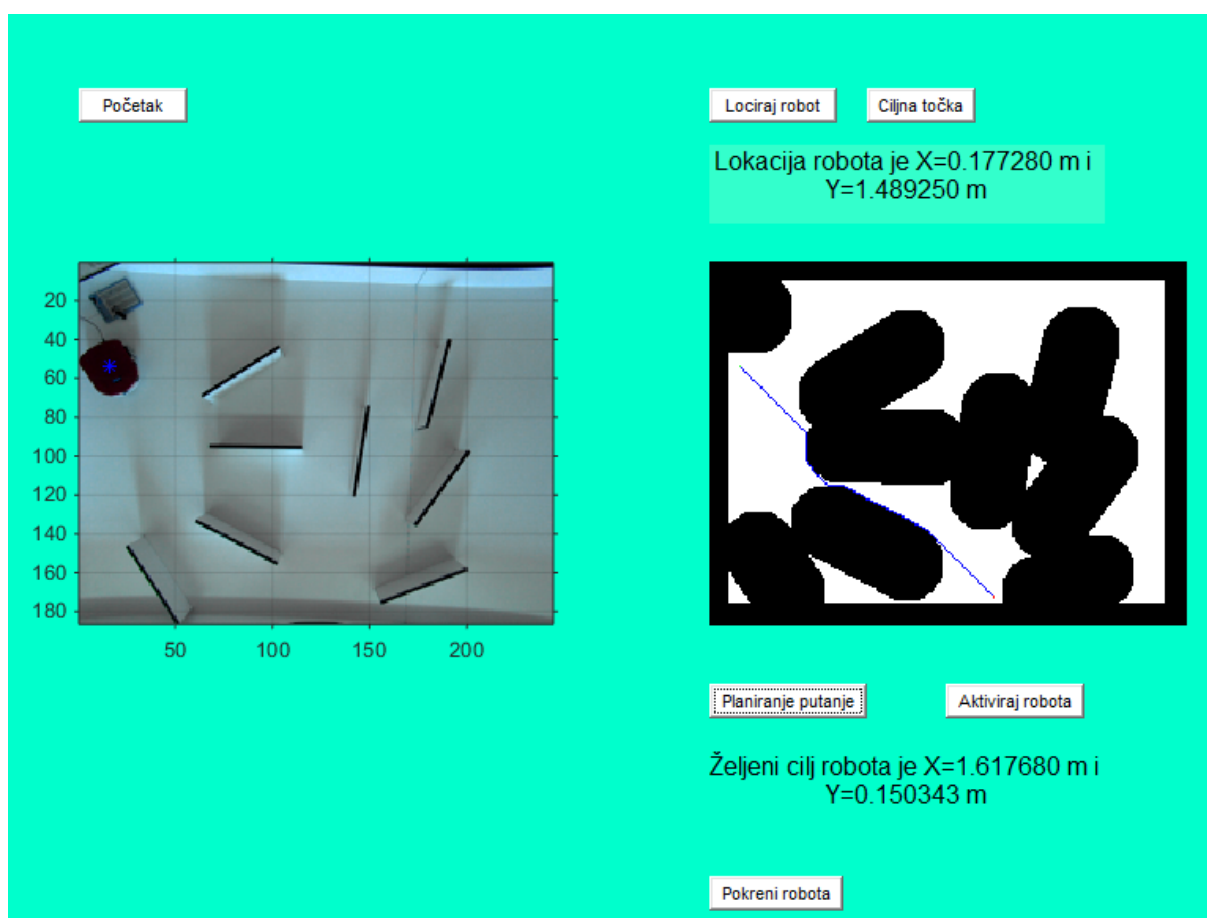 Početak
Lociraj robot
Ciljna točka
Lokacija robota je X=0.177280 m i
Y=1.489250 m
20
40
60
80
100
120
140
160
180
50
100
150
200
Planiranje putanje
Aktiviraj robota
Željeni cilj robota je X=1.617680 m i
Y=0.150343 m
Pokreni robota